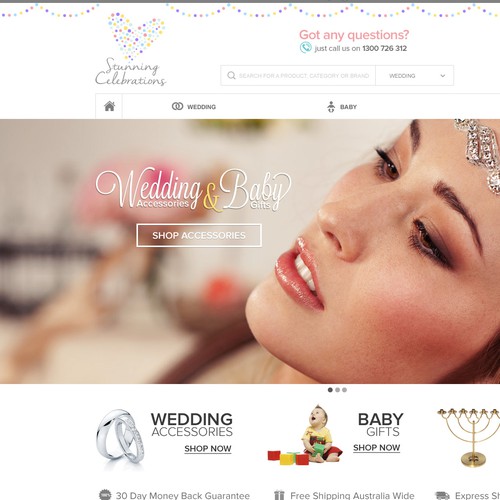 Got any questions?
just call us on 1300 726 312
Stunning
Celebrations
SEARCH FOR A PRODUCT, CATEGORY OR BRAND
WEDDING
WEDDING
BABY
Wedding & Baby
Accessories Gifts
SHOP ACCESSORIES
WEDDING
ACCESSORIES
SHOP NOW
BABY
GIFTS
SHOP NOW
30 Day Money Back Guarantee
Free Shipping Australia Wide
Express S